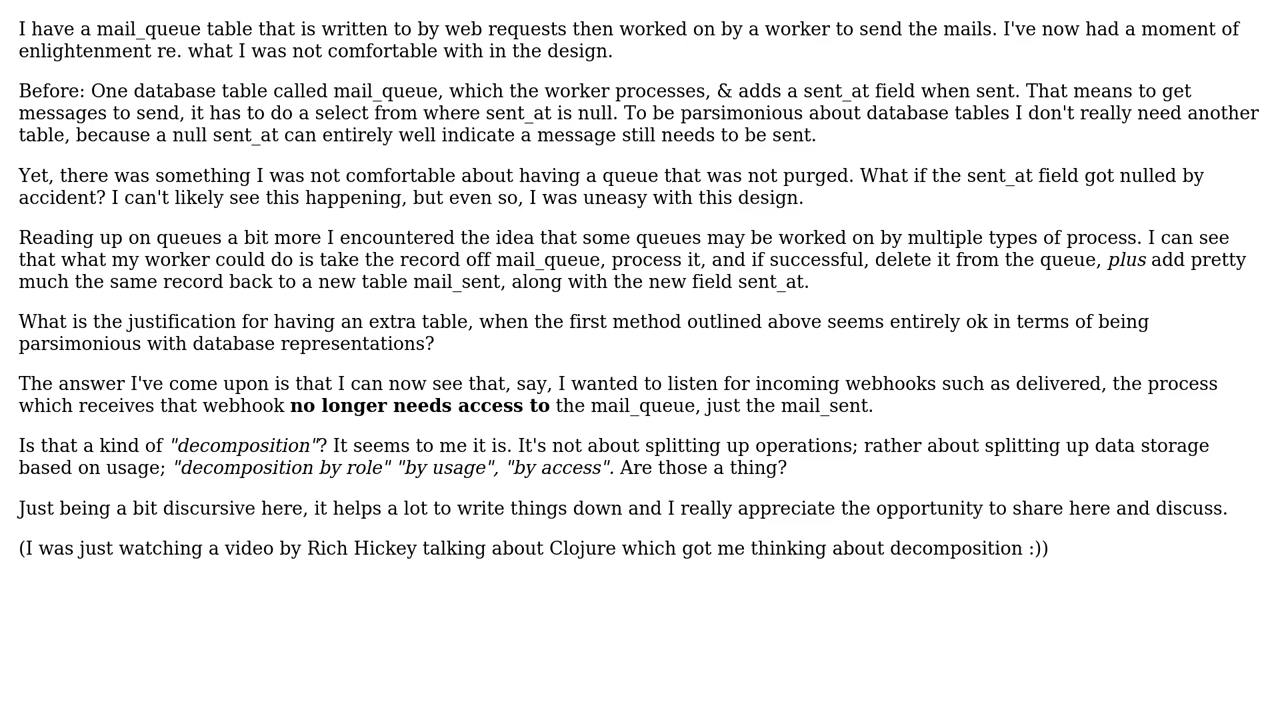 I have a mail_queue table that is written to by web requests then worked on by a worker to send the mails. I've now had a moment of
enlightenment re. what I was not comfortable with in the design.
Before: One database table called mail_queue, which the worker processes, & adds a sent_at field when sent. That means to get
messages to send, it has to do a select from where sent_at is null. To be parsimonious about database tables I don't really need another
table, because a null sent_at can entirely well indicate a message still needs to be sent.
Yet, there was something I was not comfortable about having a queue that was not purged. What if the sent_at field got nulled by
accident? I can't likely see this happening, but even so, I was uneasy with this design.
Reading up on queues a bit more I encountered the idea that some queues may be worked on by multiple types of process. I can see
that what my worker could do is take the record off mail_queue, process it, and if successful, delete it from the queue, plus add pretty
much the same record back to a new table mail_sent, along with the new field sent_at.
What is the justification for having an extra table, when the first method outlined above seems entirely ok in terms of being
parsimonious with database representations?
The answer I've come upon is that I can now see that, say, I wanted to listen for incoming webhooks such as delivered, the process
which receives that webhook no longer needs access to the mail_queue, just the mail_sent.
Is that a kind of "decomposition"? It seems to me it is. It's not about splitting up operations; rather about splitting up data storage
based on usage; "decomposition by role" "by usage", "by access". Are those a thing?
Just being a bit discursive here, it helps a lot to write things down and I really appreciate the opportunity to share here and discuss.
(I was just watching a video by Rich Hickey talking about Clojure which got me thinking about decomposition :))